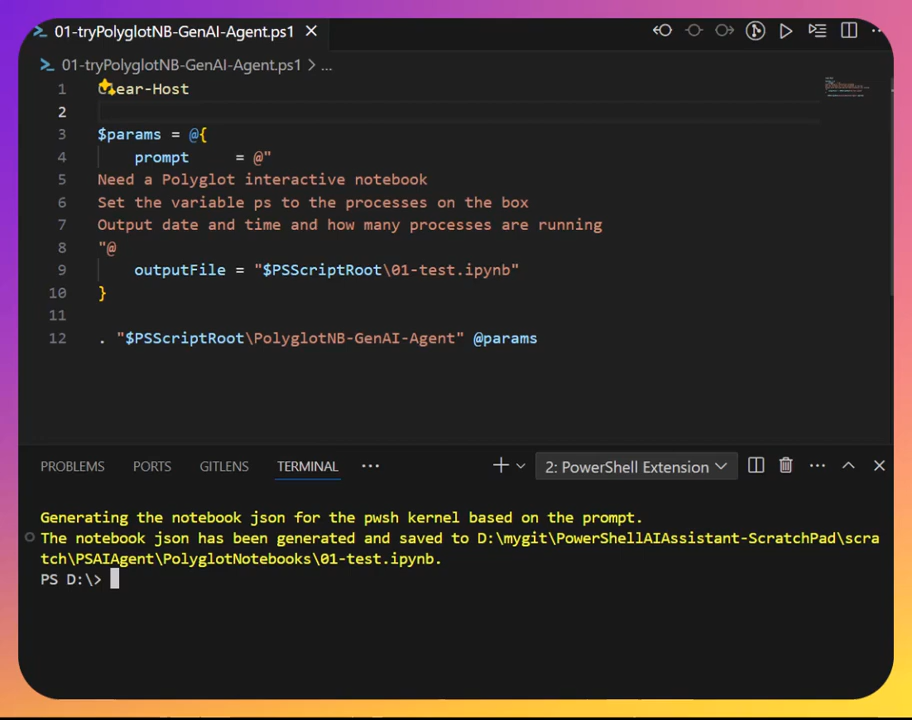 01-tryPolyglotNB-GenAI-Agent.ps1
01-tryPolyglotNB-GenAI-Agent.ps1 > ...
1 Clear-Host
2
3 $params = @{
4     prompt     = @"
5 Need a Polyglot interactive notebook
6 Set the variable ps to the processes on the box
7 Output date and time and how many processes are running
8 "@
9     outputFile = "$PSScriptRoot\01-test.ipynb"
10 }
11
12 . "$PSScriptRoot\PolyglotNB-GenAI-Agent" @params
PROBLEMS PORTS GITLENS TERMINAL ... 2: PowerShell Extension
Generating the notebook json for the pwsh kernel based on the prompt.
The notebook json has been generated and saved to D:\mygit\PowerShellAIAssistant-ScratchPad\scra
tch\PSAIAgent\PolyglotNotebooks\01-test.ipynb.
PS D:\>